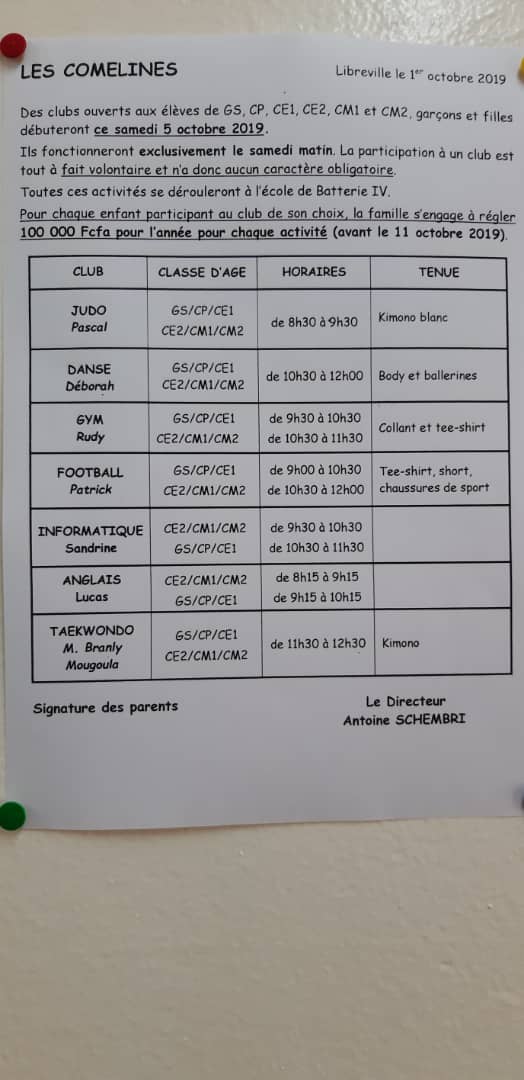 LES COMELINES
Libreville le 1er octobre 2019
Des clubs ouverts aux élèves de GS, CP, CE1, CE2, CM1 et CM2, garçons et filles
débuteront ce samedi 5 octobre 2019.
Ils fonctionneront exclusivement le samedi matin. La participation à un club est
tout à fait volontaire et n'a donc aucun caractère obligatoire.
Toutes ces activités se dérouleront à l'école de Batterie IV.
Pour chaque enfant participant au club de son choix, la famille s'engage à régler
100 000 Fcfa pour l'année pour chaque activité (avant le 11 octobre 2019).
CLUB CLASSE D'AGE HORAIRES TENUE
JUDO GS/CP/CE1
Pascal CE2/CM1/CM2 de 8h30 à 9h30 Kimono blanc
DANSE GS/CP/CE1
Déborah CE2/CM1/CM2 de 10h30 à 12h00 Body et ballerines
GYM GS/CP/CE1 de 9h30 à 10h30
Rudy CE2/CM1/CM2 de 10h30 à 11h30 Collant et tee-shirt
FOOTBALL GS/CP/CE1 de 9h00 à 10h30 Tee-shirt, short,
Patrick CE2/CM1/CM2 de 10h30 à 12h00 chaussures de sport
INFORMATIQUE CE2/CM1/CM2 de 9h30 à 10h30
Sandrine GS/CP/CE1 de 10h30 à 11h30
ANGLAIS CE2/CM1/CM2 de 8h15 à 9h15
Lucas GS/CP/CE1 de 9h15 à 10h15
TAEKWONDO GS/CP/CE1
M. Branly de 11h30 à 12h30 Kimono
Mougoula CE2/CM1/CM2
Signature des parents
Le Directeur
Antoine SCHEMBRI